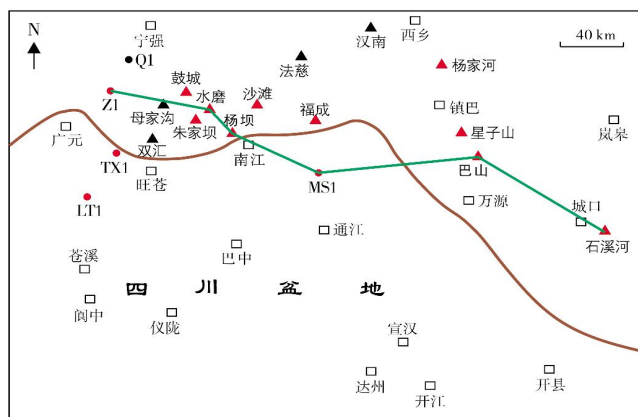 宁强
汉南
西乡
40 km
N
Q1
法慈
杨家河
Z1
鼓城
水磨
沙滩
母家沟
杨坝
福成
镇巴
朱家坝
星子山
岚皋
广元
双汇
南江
TX1
旺苍
MS1
巴山
LT1
万源
城口
通江
石溪河
苍溪
巴中
四川盆地
阆中
仪陇
宣汉
达州
开江
开县